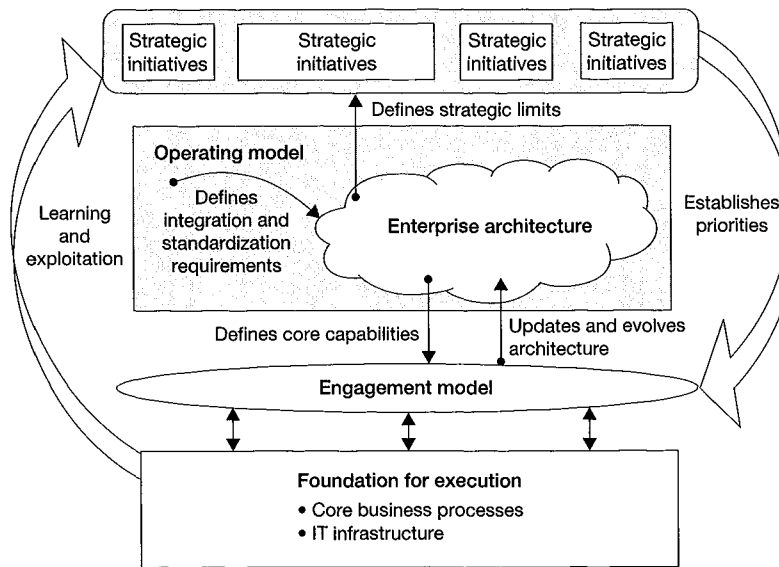 Strategic
initiatives
Strategic
initiatives
Strategic
initiatives
Strategic
initiatives
Defines strategic limits
Operating model
Defines
integration and
standardization
requirements
Enterprise architecture
Learning
and
exploitation
Establishes
priorities
Defines core capabilities
Updates and evolves
architecture
Engagement model
Foundation for execution
• Core business processes
• IT infrastructure